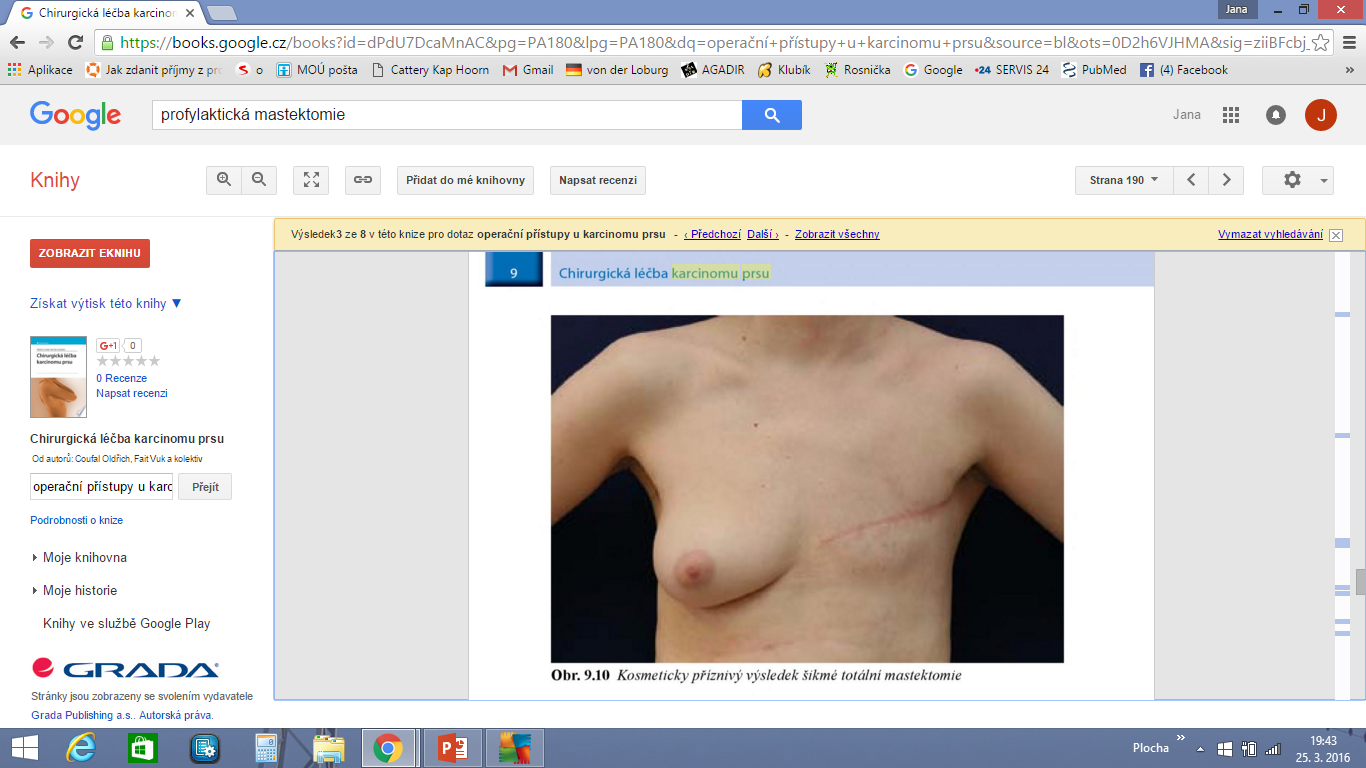 Chirurgická léčba karcinom
Jana
https://books.google.cz/books?id=dPdU7DcaMnAC&pg=PA180&lpg=PA180&dq=operační+přístupy+u+karcinomu+prsu&source=bl&ots=0D2h6VJHMA&sig=ziiBFcbj_
Aplikace Jak zdanit příjmy z pro o MOÚ pošta Cattery Kap Hoorn Gmail von der Loburg AGADIR Klubík Rosnička Google SERVIS 24 PubMed (4) Facebook »
Google profylaktická mastektomie Jana J
Knihy Přidat do mé knihovny Napsat recenzi Strana 190
Výsledek3 ze 8 v této knize pro dotaz operační přístupy u karcinomu prsu - ‹ Předchozí Další › - Zobrazit všechny Vymazat vyhledávání
ZOBRAZIT EKNIHU
Získat výtisk této knihy ▼
Chirurgická léčba
karcinomu prsu
G+1 0
0 Recenze
Napsat recenzi
Chirurgická léčba karcinomu prsu
Od autorů: Coufal Oldřich, Fait Vuk a kolektiv
operační přístupy u karc Přejít
Podrobnosti o knize
Moje knihovna
Moje historie
Knihy ve službě Google Play
GRADA
Stránky jsou zobrazeny se svolením vydavatele
Grada Publishing a.s.. Autorská práva.
9 Chirurgická léčba karcinomu prsu
Obr. 9.10 Kosmeticky příznivý výsledek šikmé totální mastektomie
Plocha » 19:43
25. 3. 2016